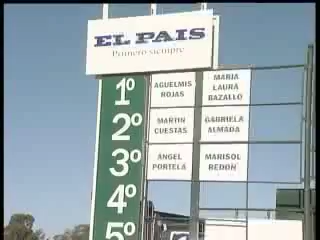 EL PAIS
Primero siempre
1º AGUELMIS ROJAS MARIA LAURA BAZALLO
2º MARTIN CUESTAS GABRIELA ALMADA
3º ANGEL PORTELA MARISOL REDON
4º
5º